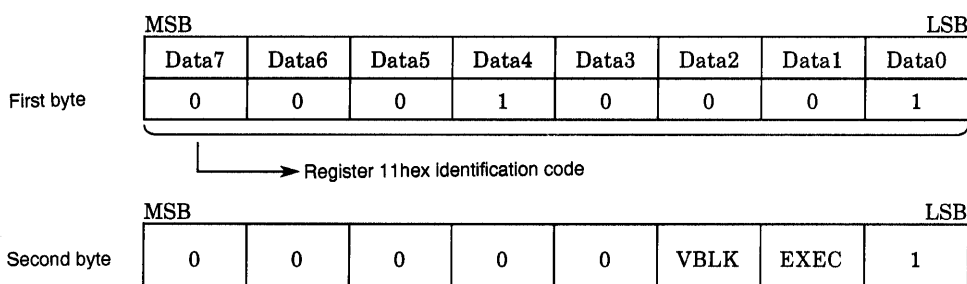 MSB LSB
Data7 Data6 Data5 Data4 Data3 Data2 Data1 Data0
First byte 0 0 0 1 0 0 0 1
Register 11hex identification code
MSB LSB
Second byte 0 0 0 0 0 VBLK EXEC 1